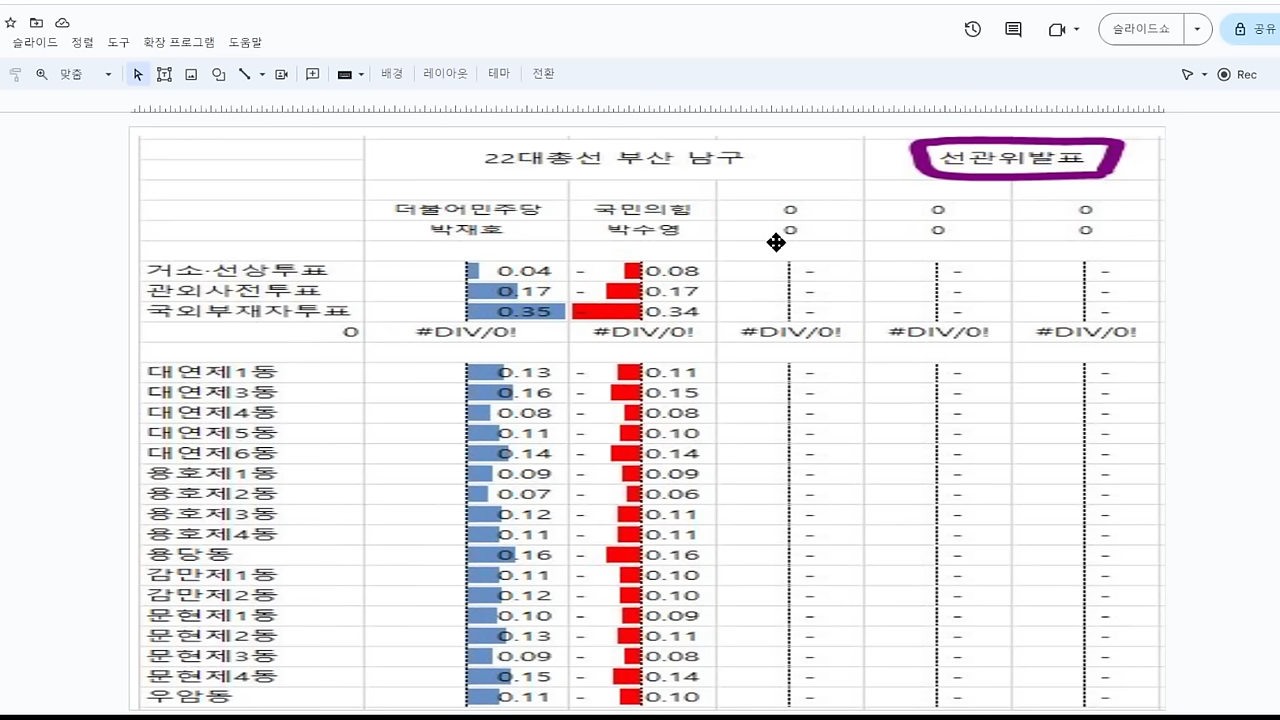 슬라이드 정렬 도구 확장 프로그램 도움말
슬라이드쇼
공유
맞춤 배경 레이아웃 테마 전환 Rec
22대총선 부산 남구 선관위발표
더불어민주당 국민의힘 0 0 0
박재호 박수영 0 0 0
거소·선상투표 0.04 - 0.08 - - -
관외사전투표 0.17 - 0.17 - - -
국외부재자투표 0.35 - 0.34 - - -
0 #DIV/0! #DIV/0! #DIV/0! #DIV/0! #DIV/0!
대연제1동 0.13 - 0.11 - - -
대연제3동 0.16 - 0.15 - - -
대연제4동 0.08 - 0.08 - - -
대연제5동 0.11 - 0.10 - - -
대연제6동 0.14 - 0.14 - - -
용호제1동 0.09 - 0.09 - - -
용호제2동 0.07 - 0.06 - - -
용호제3동 0.12 - 0.11 - - -
용호제4동 0.11 - 0.11 - - -
용당동 0.16 - 0.16 - - -
감만제1동 0.11 - 0.10 - - -
감만제2동 0.12 - 0.10 - - -
문현제1동 0.10 - 0.09 - - -
문현제2동 0.13 - 0.11 - - -
문현제3동 0.09 - 0.08 - - -
문현제4동 0.15 - 0.14 - - -
우암동 0.11 - 0.10 - - -